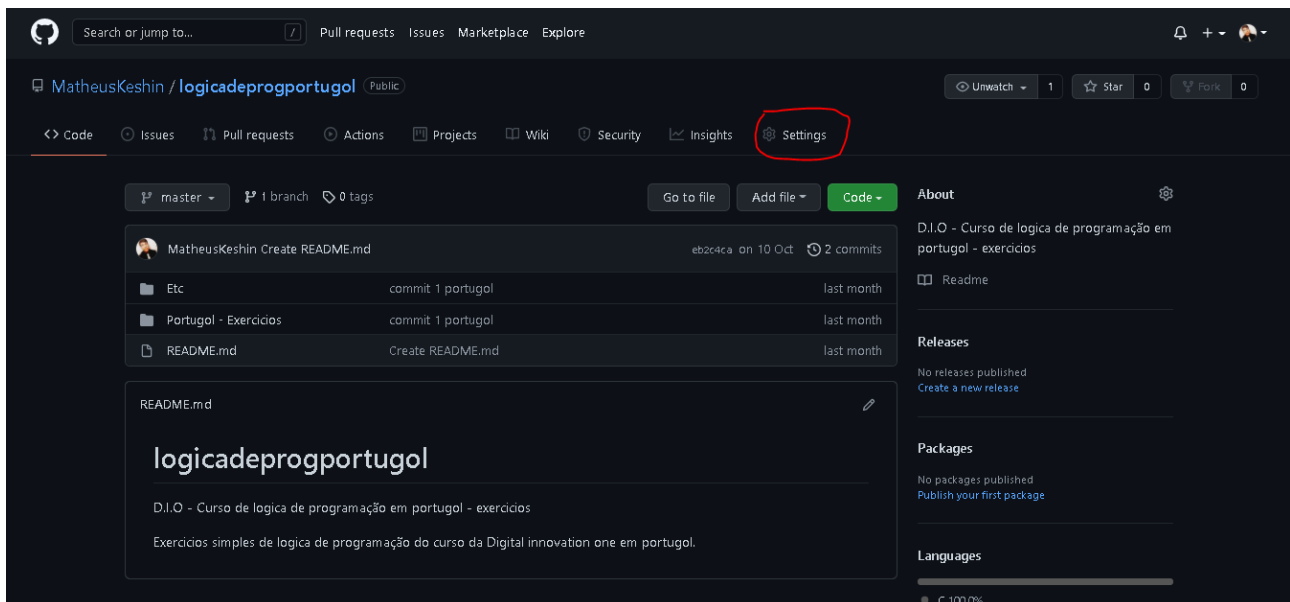 Search or jump to... / Pull requests Issues Marketplace Explore
MatheusKeshin / logicadeprogportugol Public
Unwatch 1 Star 0 Fork 0
Code Issues Pull requests Actions Projects Wiki Security Insights Settings
master 1 branch 0 tags
Go to file Add file Code
MatheusKeshin Create README.md eb2c4ca on 10 Oct 2 commits
Etc commit 1 portugol last month
Portugol - Exercicios commit 1 portugol last month
README.md Create README.md last month
README.md
logicadeprogportugol
D.I.O - Curso de logica de programação em portugol - exercicios
Exercicios simples de logica de programação do curso da Digital innovation one em portugol.
About
D.I.O - Curso de logica de programação em
portugol - exercicios
Readme
Releases
No releases published
Create a new release
Packages
No packages published
Publish your first package
Languages
C 100.0%